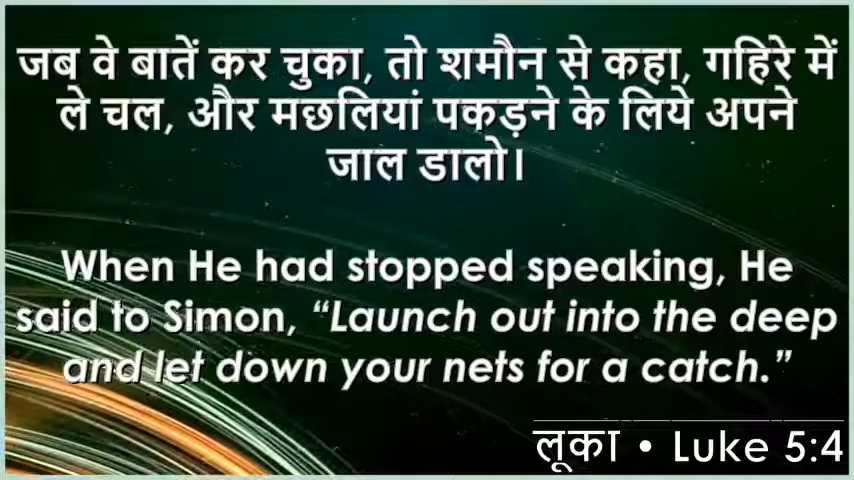 जब वे बातें कर चुका, तो शमौन से कहा, गहिरे में
ले चल, और मछलियां पकड़ने के लिये अपने
जाल डालो।
When He had stopped speaking, He
said to Simon, “Launch out into the deep
and let down your nets for a catch.”
लूका • Luke 5:4